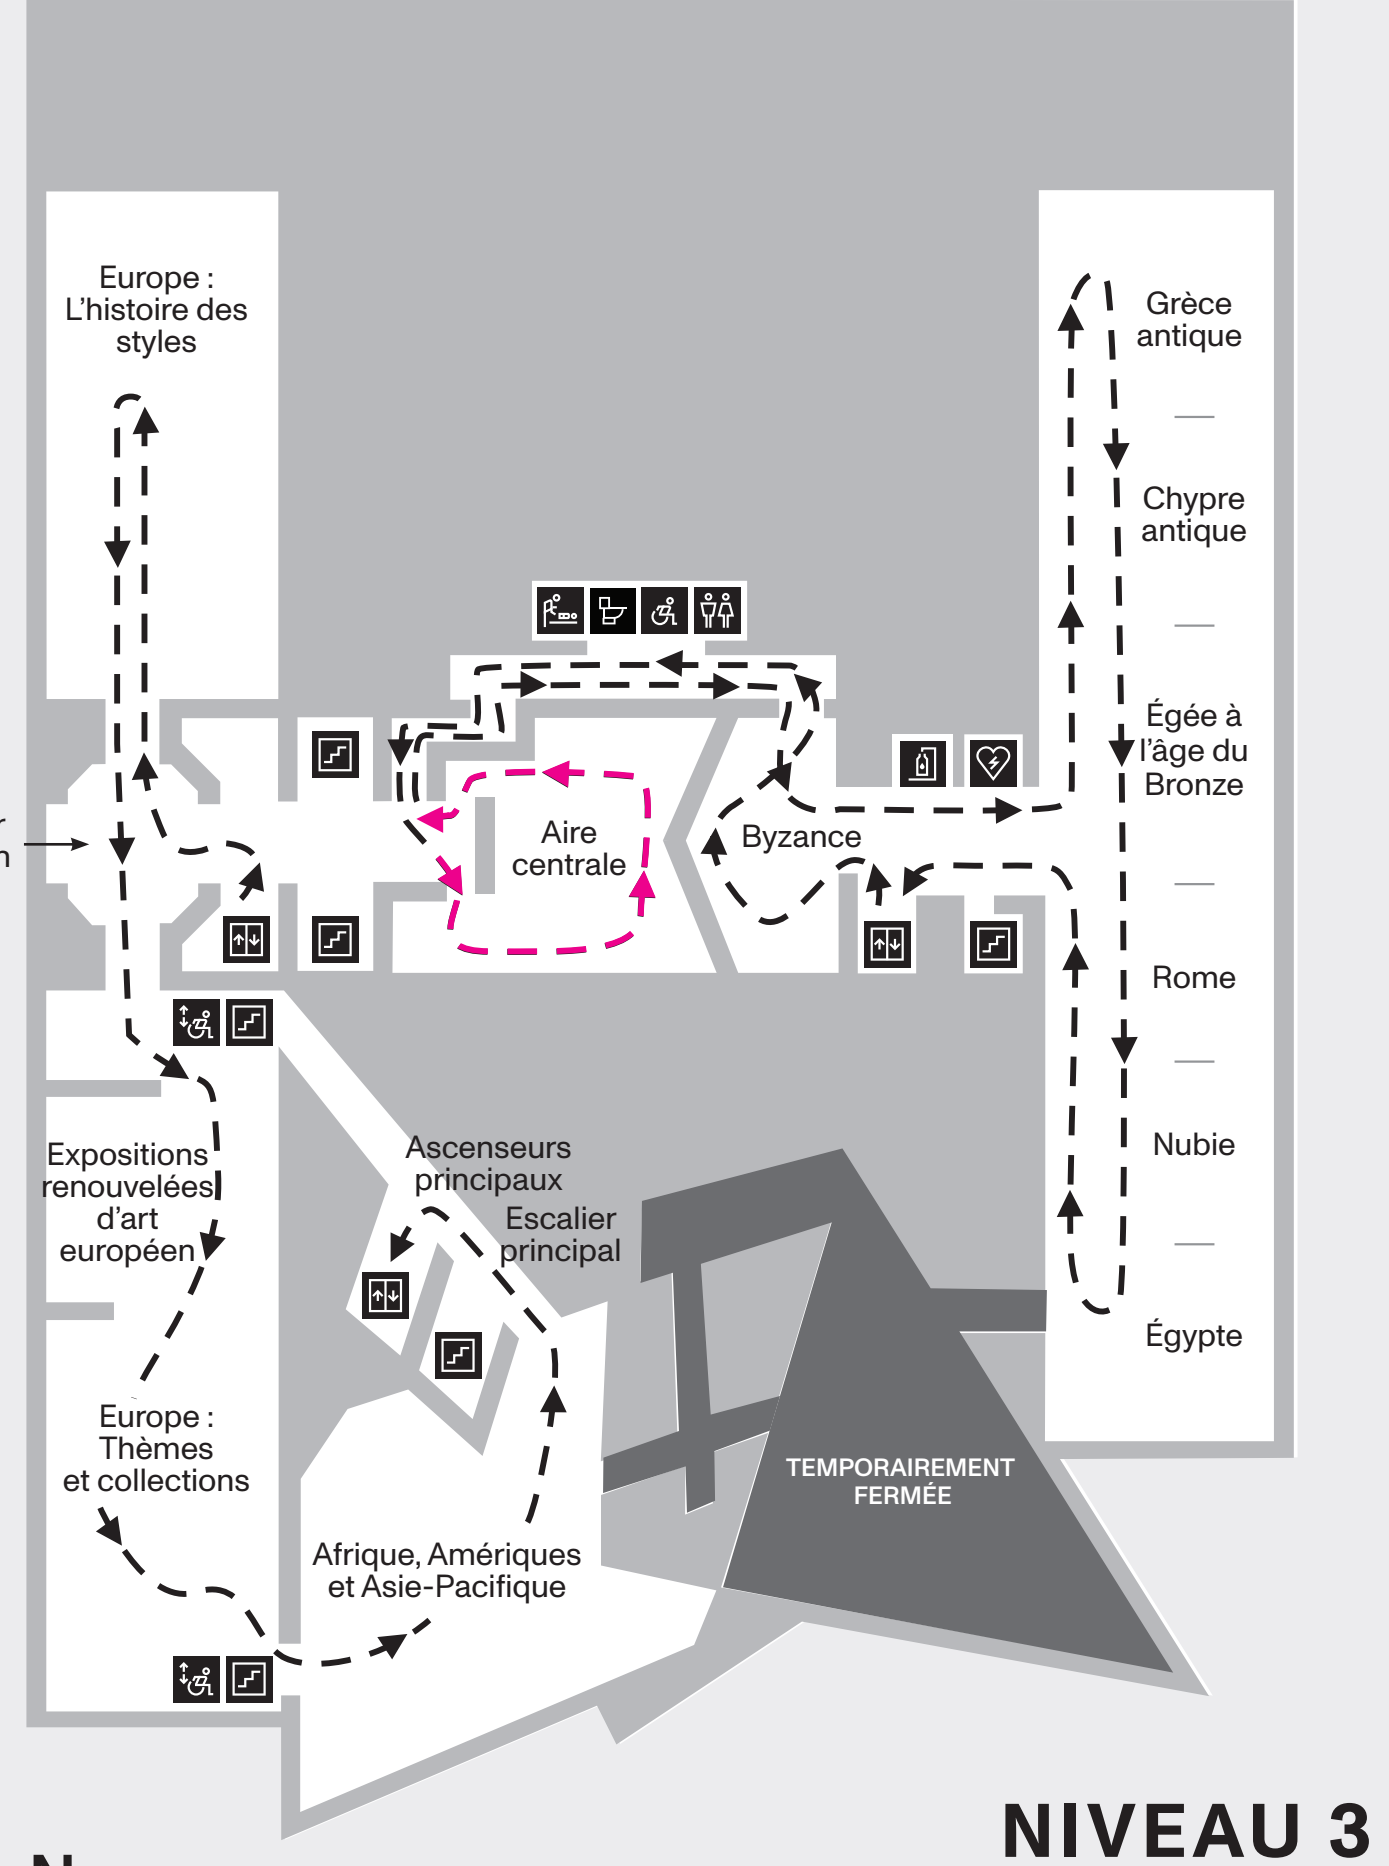 Europe :
L'histoire des
styles
Grèce
antique
Chypre
antique
Égée à
l'âge du
Bronze
Aire
centrale
Byzance
Rome
Nubie
Égypte
Expositions
renouvelées
d'art
européen
Ascenseurs
principaux
Escalier
principal
Europe :
Thèmes
et collections
TEMPORAIREMENT
FERMÉE
Afrique, Amériques
et Asie-Pacifique
NIVEAU 3